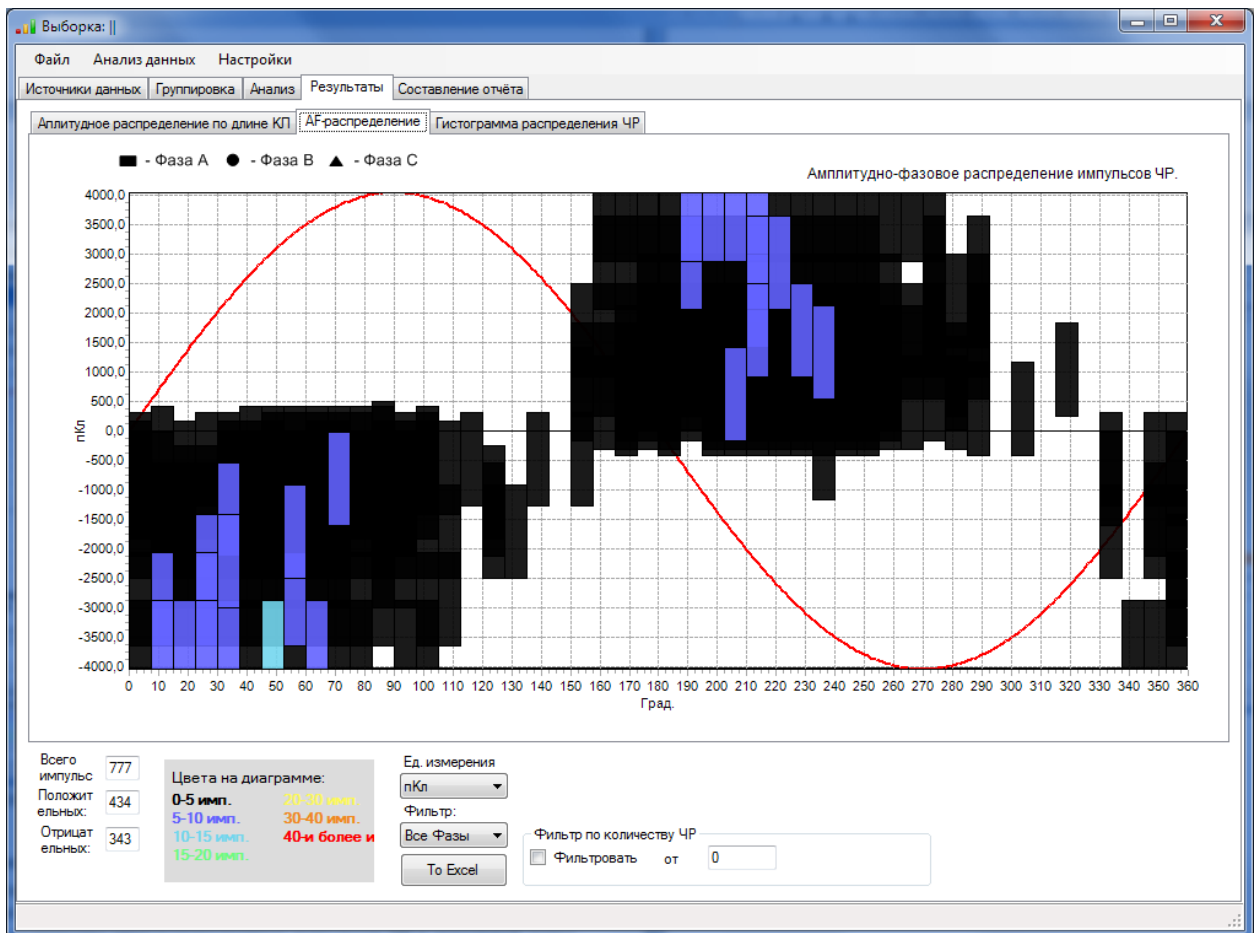 Выборка: ||
Файл Анализ данных Настройки
Источники данных Группировка Анализ Результаты Составление отчёта
Аплитудное распределение по длине КП AF-распределение Гистограмма распределения ЧР
- Фаза А - Фаза В - Фаза С
Амплитудно-фазовое распределение импульсов ЧР.
4000,0
3500,0
3000,0
2500,0
2000,0
1500,0
1000,0
500,0
0,0
-500,0
-1000,0
-1500,0
-2000,0
-2500,0
-3000,0
-3500,0
-4000,0
пКл
0 10 20 30 40 50 60 70 80 90 100 110 120 130 140 150 160 170 180 190 200 210 220 230 240 250 260 270 280 290 300 310 320 330 340 350 360
Град.
Всего
импульс
777
Положит
ельных:
434
Отрицат
ельных:
343
Цвета на диаграмме:
0-5 имп. 20-30 имп.
5-10 имп. 30-40 имп.
10-15 имп. 40-и более и
15-20 имп.
Ед. измерения
пКл
Фильтр:
Все Фазы
To Excel
Фильтр по количеству ЧР
Фильтровать от 0